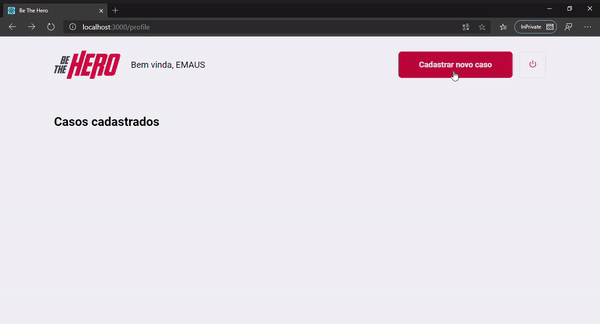 Be The Hero
localhost:3000/profile
InPrivate
BE THE HERO
Bem vinda, EMAUS
Cadastrar novo caso
Casos cadastrados